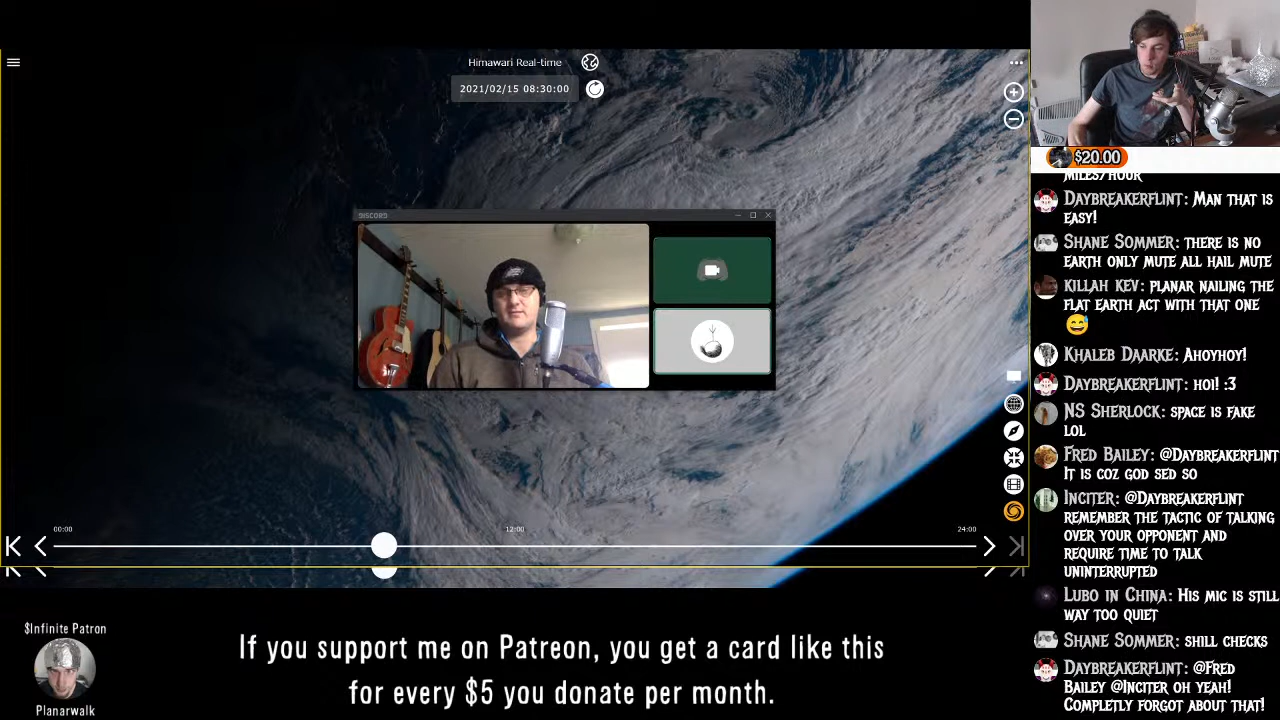 Himawari Real-time
2021/02/15 08:30:00
DISCORD
00:00
12:00
24:00
$Infinite Patron
Planarwalk
If you support me on Patreon, you get a card like this
for every $5 you donate per month.
$20.00
MILES/HOUR
DAYBREAKERFLINT: MAN THAT IS
EASY!
SHANE SOMMER: THERE IS NO
EARTH ONLY MUTE ALL HAIL MUTE
KILLAH KEV: PLANAR NAILING THE
FLAT EARTH ACT WITH THAT ONE
😅
KHALEB DAARKE: AHOYHOY!
DAYBREAKERFLINT: HOI! :3
NS SHERLOCK: SPACE IS FAKE
LOL
FRED BAILEY: @DAYBREAKERFLINT
IT IS COZ GOD SED SO
INCITER: @DAYBREAKERFLINT
REMEMBER THE TACTIC OF TALKING
OVER YOUR OPPONENT AND
REQUIRE TIME TO TALK
UNINTERRUPTED
LUBO IN CHINA: HIS MIC IS STILL
WAY TOO QUIET
SHANE SOMMER: SHILL CHECKS
DAYBREAKERFLINT: @FRED
BAILEY @INCITER OH YEAH!
COMPLETLY FORGOT ABOUT THAT!